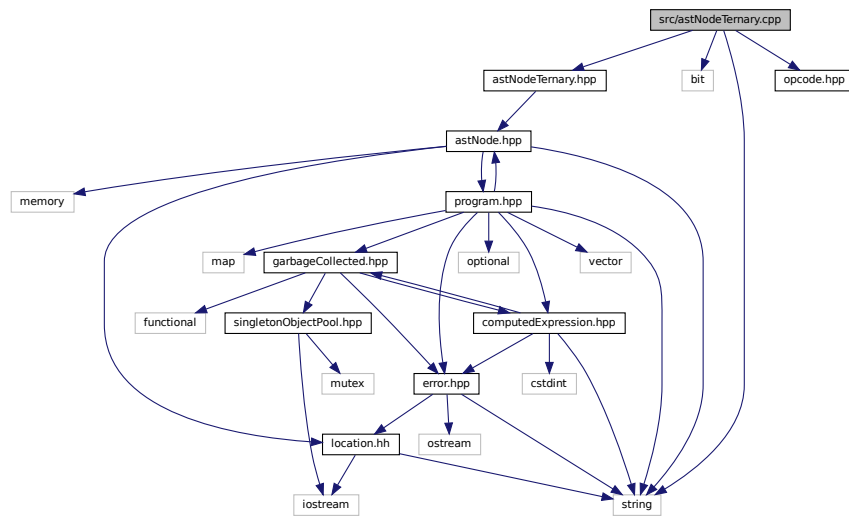 src/astNodeTernary.cpp
astNodeTernary.hpp
bit
opcode.hpp
astNode.hpp
memory
program.hpp
map
garbageCollected.hpp
optional
vector
functional
singletonObjectPool.hpp
computedExpression.hpp
mutex
error.hpp
cstdint
location.hh
ostream
iostream
string